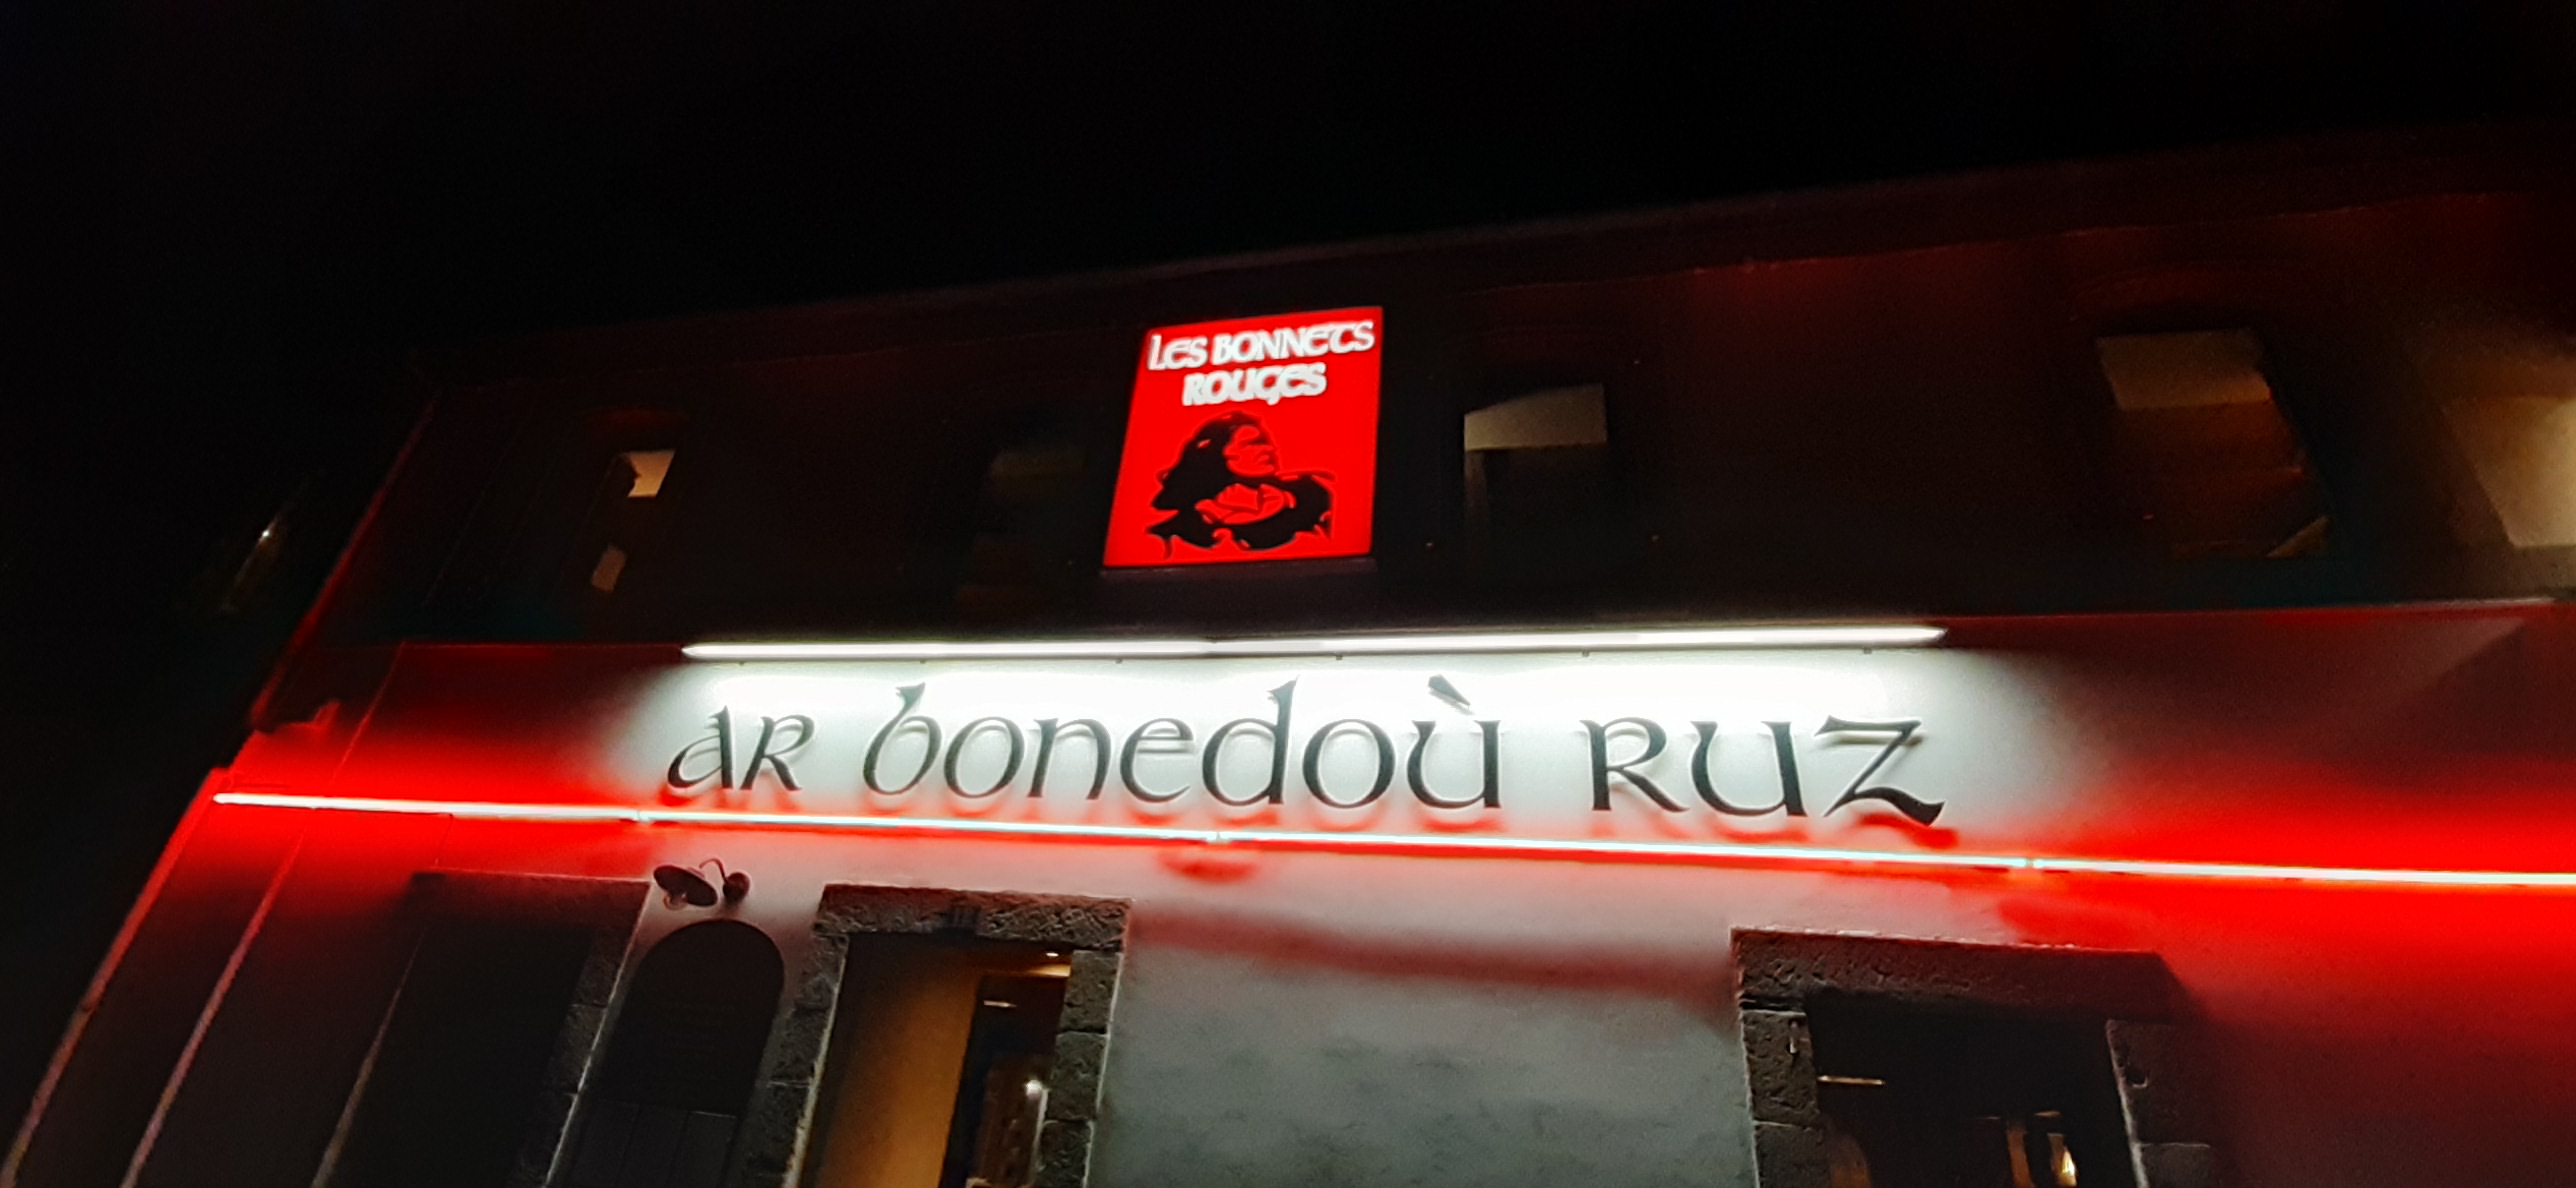 LES BONNETS
ROUGES
AR bonedoù RUZ